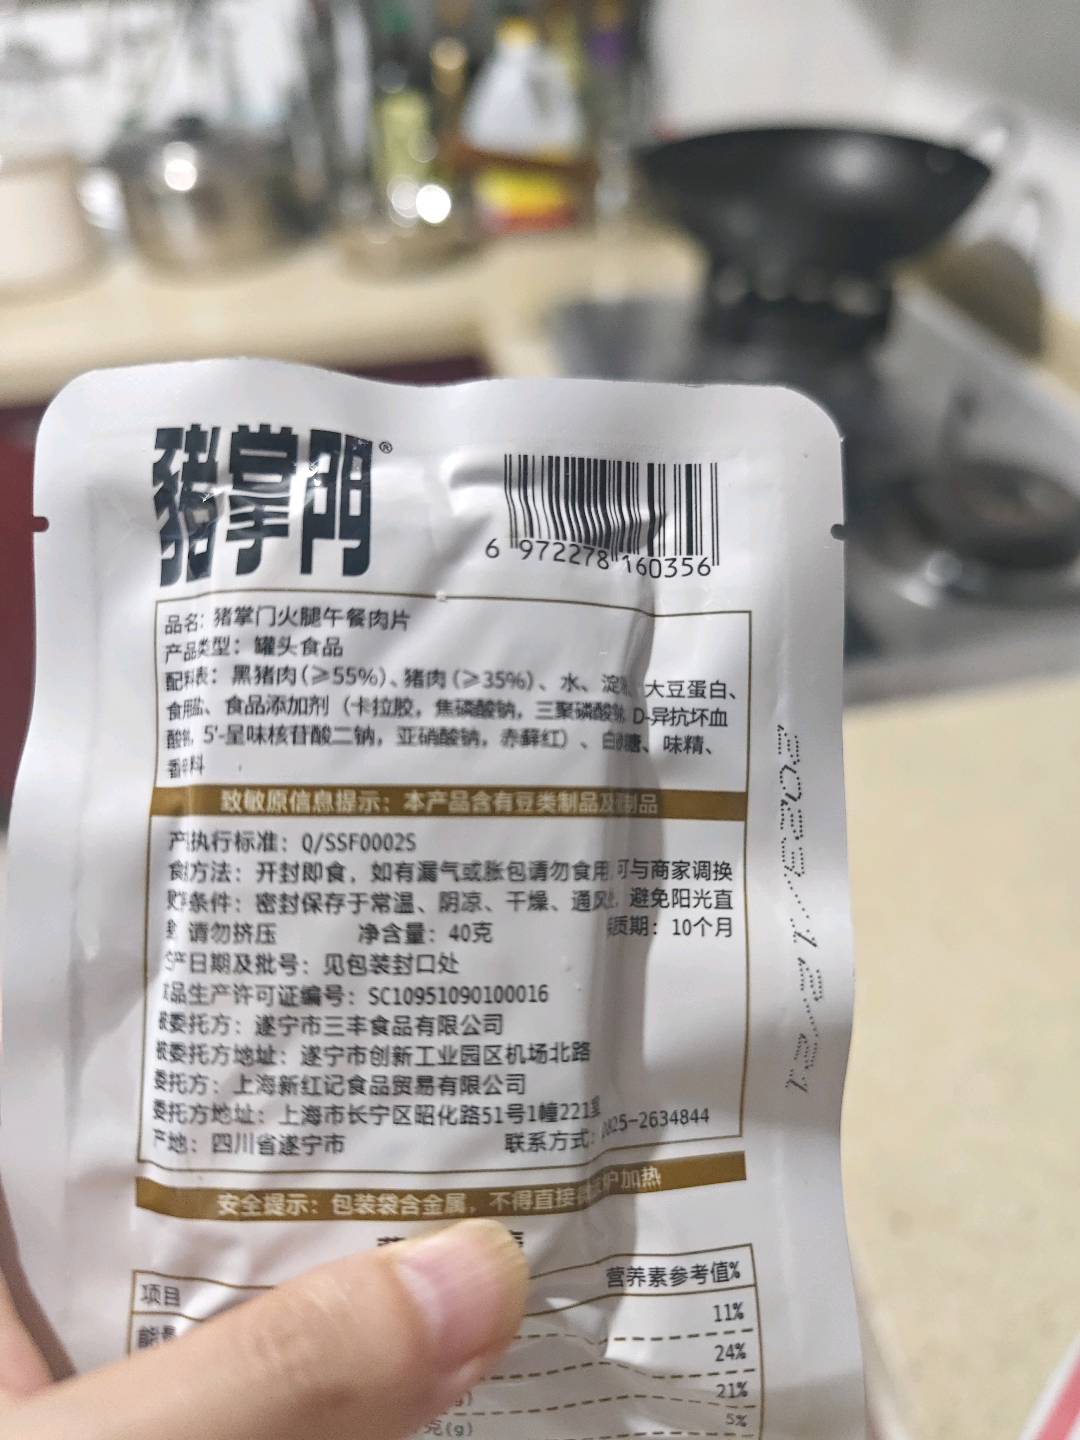 豬掌門®
6 972278 160356
品名：猪掌门火腿午餐肉片
产品类型：罐头食品
配料表：黑猪肉（≥55%）、猪肉（≥35%）、水、淀 大豆蛋白、
食用盐、食品添加剂（卡拉胶，焦磷酸钠，三聚磷酸钠 D-异抗坏血
酸钠，5'-呈味核苷酸二钠，亚硝酸钠，赤藓红）、白砂糖、味精、
香辛料
致敏原信息提示：本产品含有豆类制品及 制品
产 执行标准：Q/SSF0002S
食 方法：开封即食，如有漏气或胀包请勿食用 可与商家调换
贮 条件：密封保存于常温、阴凉、干燥、通风 避免阳光直
请勿挤压 净含量：40克 质期：10个月
产日期及批号：见包装封口处
品生产许可证编号：SC10951090100016
被委托方：遂宁市三丰食品有限公司
被委托方地址：遂宁市创新工业园区机场北路
委托方：上海新红记食品贸易有限公司
委托方地址：上海市长宁区昭化路51号1幢221
产地：四川省遂宁市 联系方式：0825-2634844
安全提示：包装袋含金属，不得直接 炉加热
项目 营养素参考值%
能量 11%
24%
21%
克(g) 5%